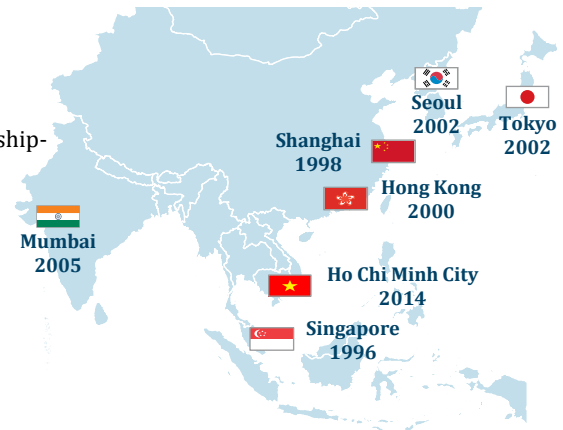 Seoul
2002
Tokyo
2002
ship-
Shanghai
1998
Hong Kong
2000
Mumbai
2005
Ho Chi Minh City
2014
Singapore
1996